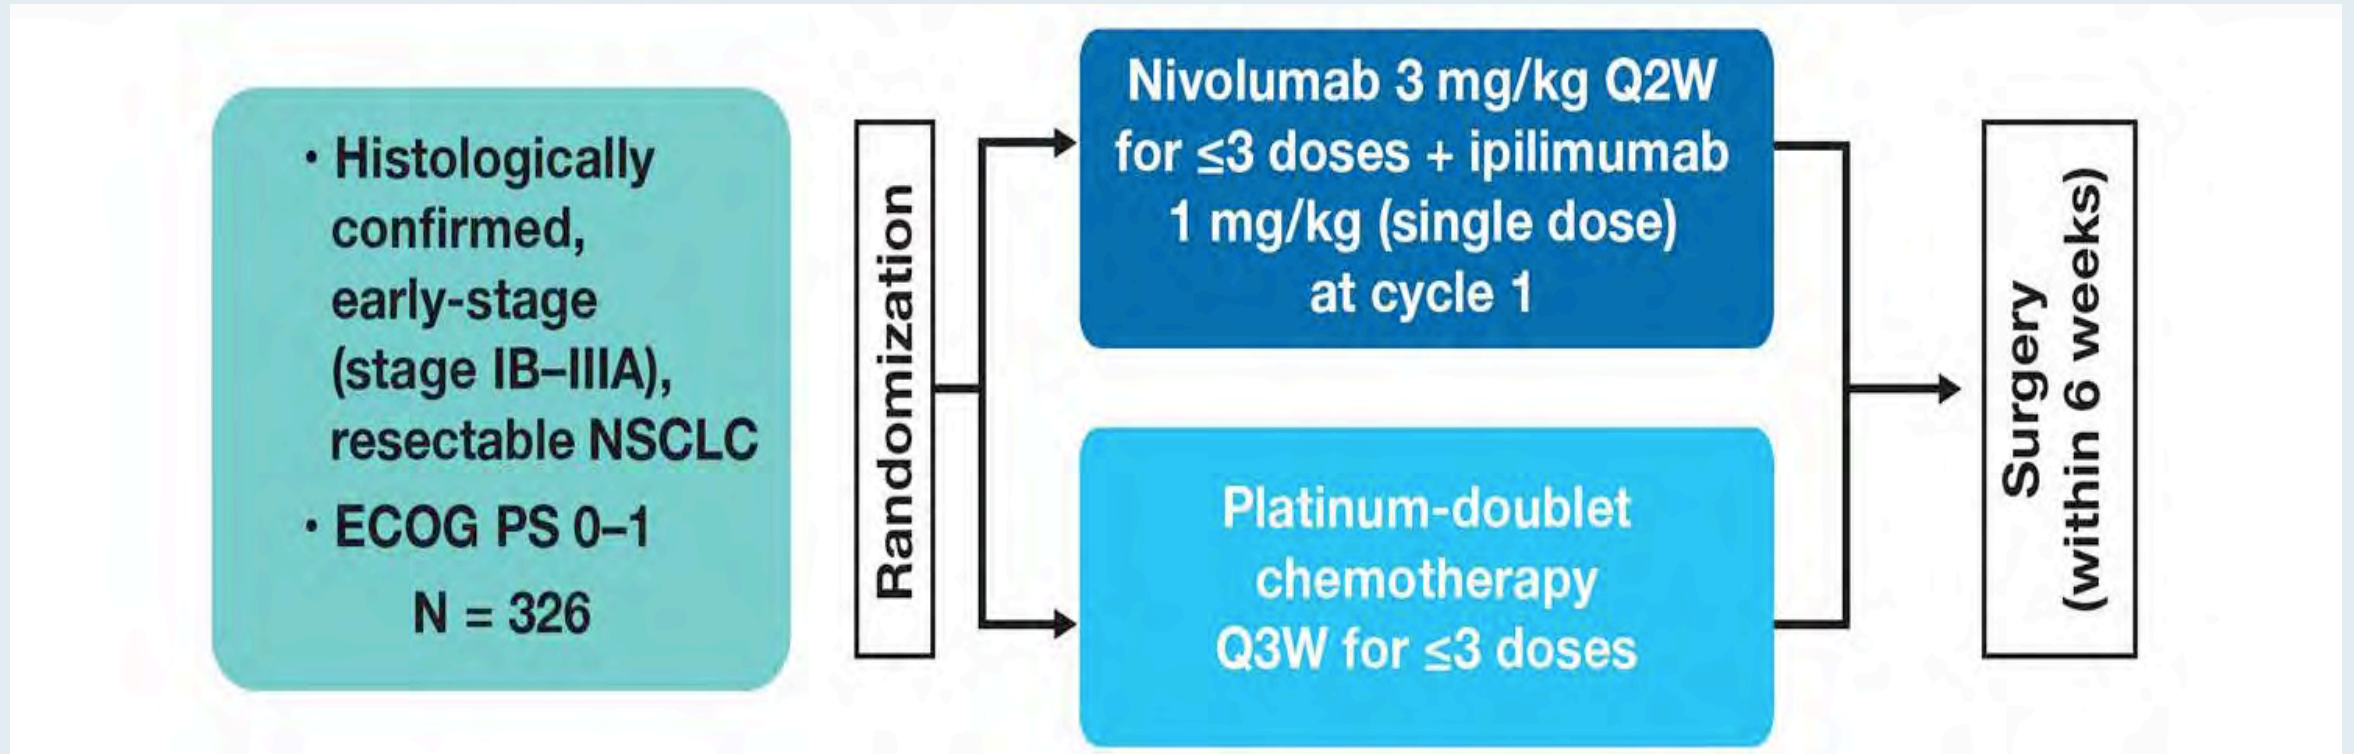 • Histologically
confirmed,
early-stage
(stage IB–IIIA),
resectable NSCLC
• ECOG PS 0–1
N = 326
Randomization
Nivolumab 3 mg/kg Q2W
for ≤3 doses + ipilimumab
1 mg/kg (single dose)
at cycle 1
Platinum-doublet
chemotherapy
Q3W for ≤3 doses
Surgery
(within 6 weeks)